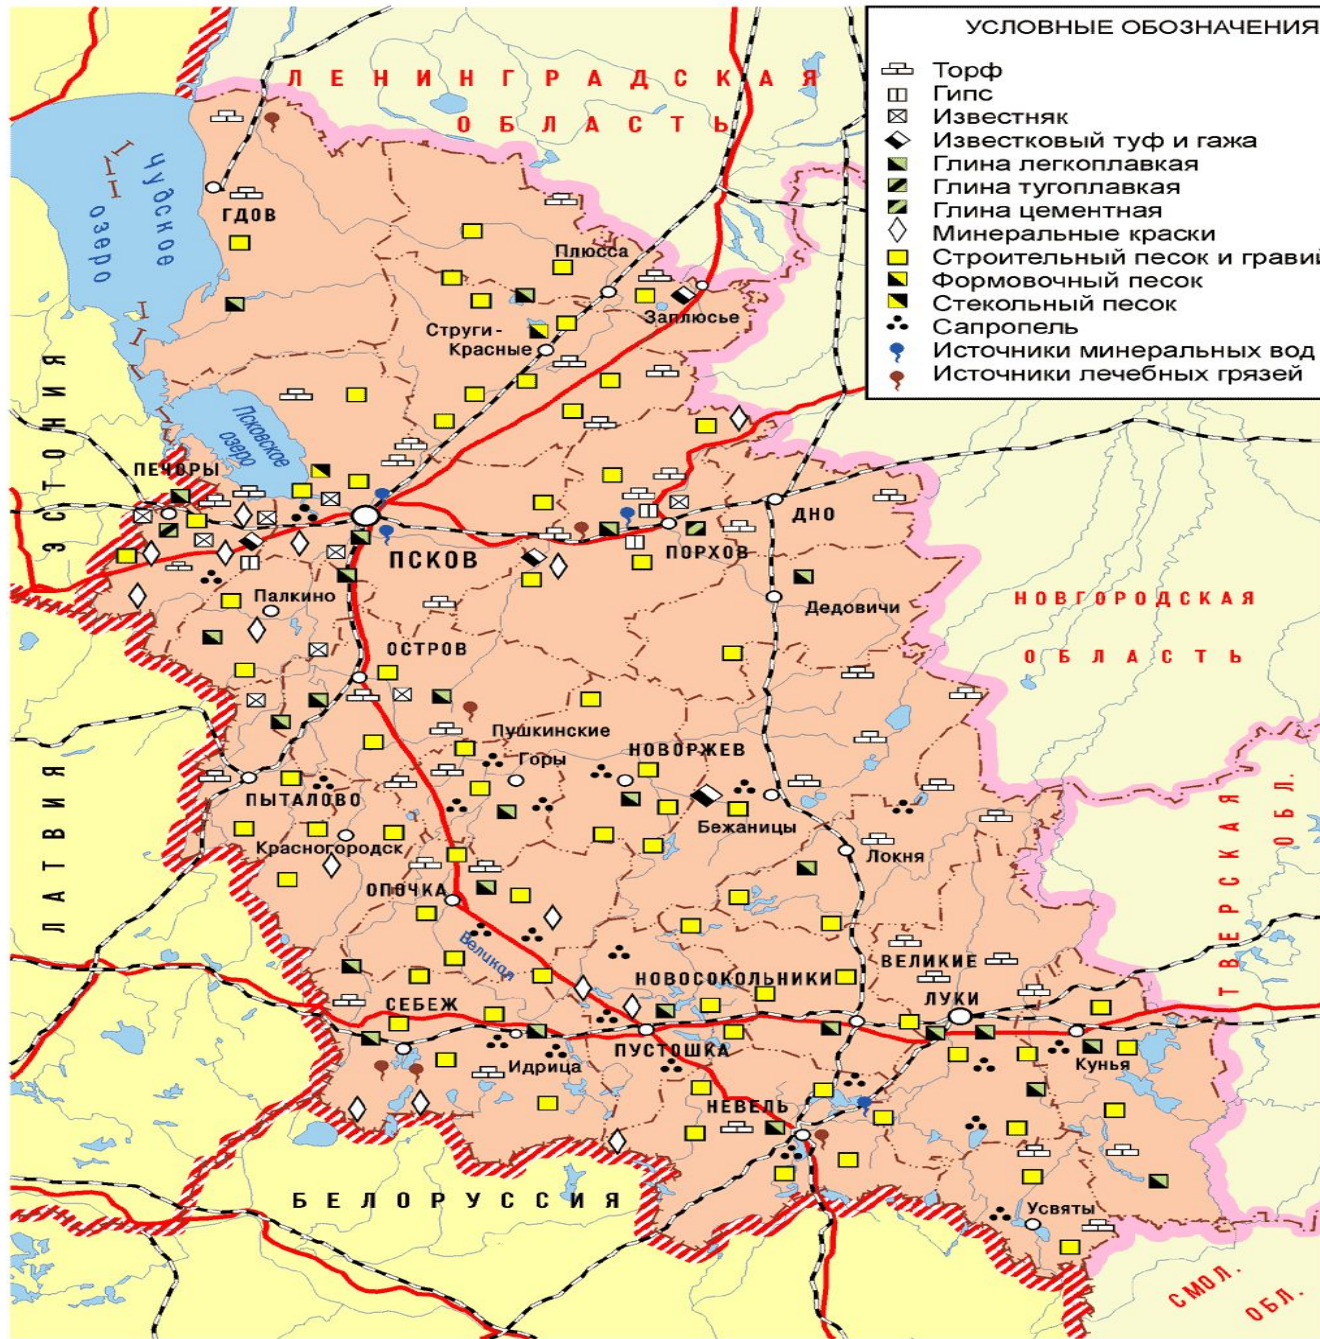 УСЛОВНЫЕ ОБОЗНАЧЕНИЯ
Торф
Гипс
Известняк
Известковый туф и гажа
Глина легкоплавкая
Глина тугоплавкая
Глина цементная
Минеральные краски
Строительный песок и гравий
Формовочный песок
Стекольный песок
Сапропель
Источники минеральных вод
Источники лечебных грязей
ЛЕНИНГРАДСКАЯ
ОБЛАСТЬ
Чудское
озеро
ГДОВ
Плюсса
Заплюсье
Струги-
Красные
ЭСТОНИЯ
Псковское
озеро
ПЕЧОРЫ
ПСКОВ
ПОРХОВ
ДНО
Палкино
Дедовичи
НОВГОРОДСКАЯ
ОБЛАСТЬ
ОСТРОВ
Пушкинские
Горы
НОВОРЖЕВ
ЛАТВИЯ
ПЫТАЛОВО
Бежаницы
Красногородск
Локня
ТВЕРСКАЯ
ОБЛ.
ОПОЧКА
Великая
НОВОСОКОЛЬНИКИ
ВЕЛИКИЕ
ЛУКИ
СЕБЕЖ
Идрица
ПУСТОШКА
Кунья
НЕВЕЛЬ
БЕЛОРУССИЯ
Усвяты
СМОЛ.
ОБЛ.